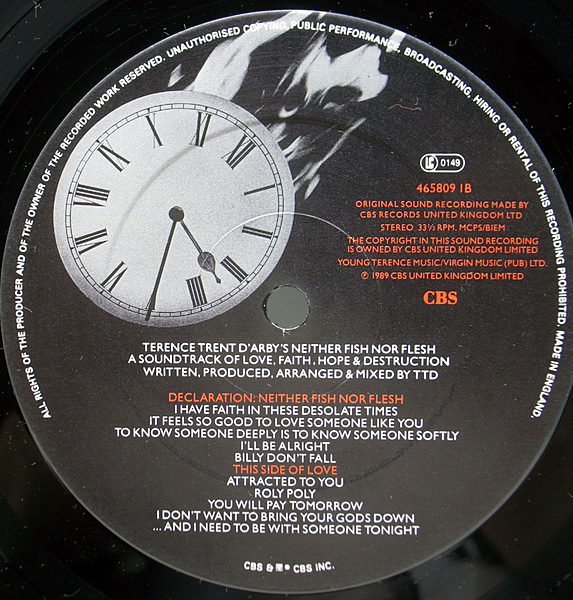 ALL RIGHTS OF THE PRODUCER AND OF THE OWNER OF THE RECORDED WORK RESERVED. UNAUTHORISED COPYING, PUBLIC PERFORMANCE, BROADCASTING, HIRING OR RENTAL OF THIS RECORDING PROHIBITED. MADE IN ENGLAND.
LC 0149
465809 1B
ORIGINAL SOUND RECORDING MADE BY
CBS RECORDS UNITED KINGDOM LTD
STEREO 33⅓ RPM. MCPS/BIEM
THE COPYRIGHT IN THIS SOUND RECORDING
IS OWNED BY CBS UNITED KINGDOM LIMITED
YOUNG TERENCE MUSIC/VIRGIN MUSIC (PUB) LTD.
℗ 1989 CBS UNITED KINGDOM LIMITED
CBS
TERENCE TRENT D'ARBY'S NEITHER FISH NOR FLESH
A SOUNDTRACK OF LOVE, FAITH, HOPE & DESTRUCTION
WRITTEN, PRODUCED, ARRANGED & MIXED BY TTD
DECLARATION: NEITHER FISH NOR FLESH
I HAVE FAITH IN THESE DESOLATE TIMES
IT FEELS SO GOOD TO LOVE SOMEONE LIKE YOU
TO KNOW SOMEONE DEEPLY IS TO KNOW SOMEONE SOFTLY
I'LL BE ALRIGHT
BILLY DON'T FALL
THIS SIDE OF LOVE
ATTRACTED TO YOU
ROLY POLY
YOU WILL PAY TOMORROW
I DON'T WANT TO BRING YOUR GODS DOWN
... AND I NEED TO BE WITH SOMEONE TONIGHT
CBS & ® CBS INC.